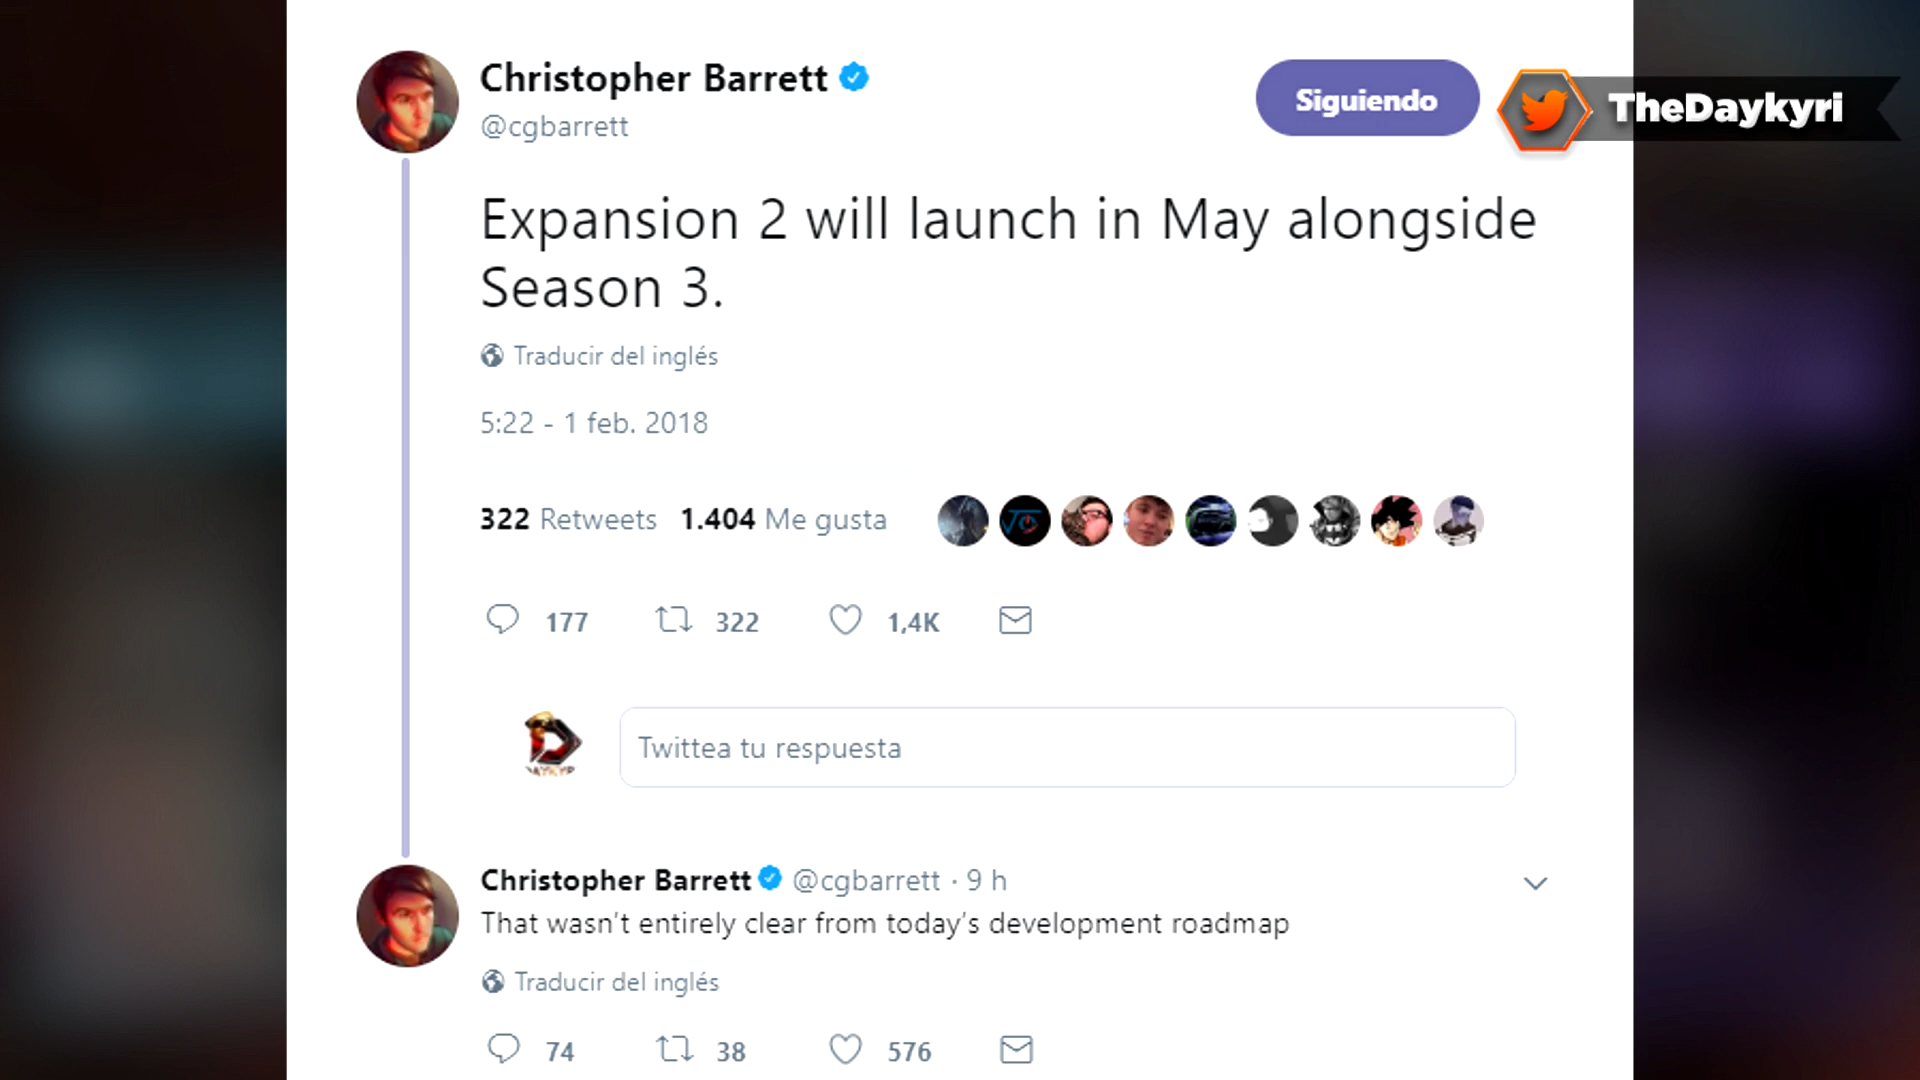 Christopher Barrett
@cgbarrett
Siguiendo
TheDaykyri
Expansion 2 will launch in May alongside
Season 3.
Traducir del inglés
5:22 - 1 feb. 2018
322 Retweets 1.404 Me gusta
177 322 1,4K
Twittea tu respuesta
Christopher Barrett @cgbarrett · 9 h
That wasn't entirely clear from today's development roadmap
Traducir del inglés
74 38 576